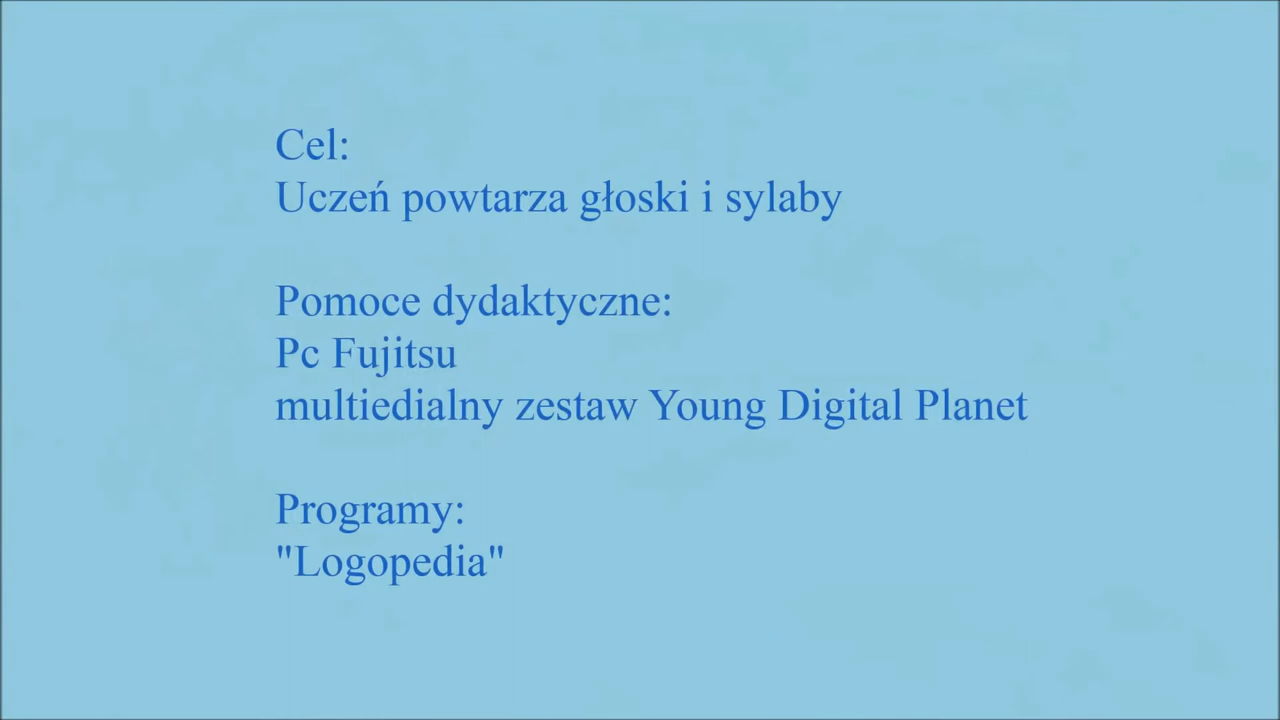 Cel:
Uczeń powtarza głoski i sylaby
Pomoce dydaktyczne:
Pc Fujitsu
multiedialny zestaw Young Digital Planet
Programy:
"Logopedia"